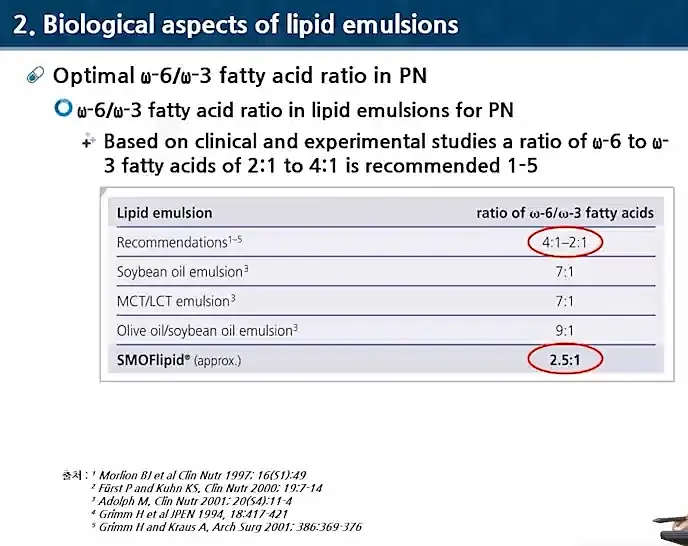 2. Biological aspects of lipid emulsions
Optimal ω-6/ω-3 fatty acid ratio in PN
ω-6/ω-3 fatty acid ratio in lipid emulsions for PN
Based on clinical and experimental studies a ratio of ω-6 to ω-
3 fatty acids of 2:1 to 4:1 is recommended 1-5
Lipid emulsion ratio of ω-6/ω-3 fatty acids
Recommendations¹⁻⁵ 4:1–2:1
Soybean oil emulsion³ 7:1
MCT/LCT emulsion³ 7:1
Olive oil/soybean oil emulsion³ 9:1
SMOFlipid® (approx.) 2.5:1
출처 : ¹ Morlion BJ et al Clin Nutr 1997; 16(S1):49
² Fürst P and Kuhn KS, Clin Nutr 2000; 19:7-14
³ Adolph M, Clin Nutr 2001; 20(S4):11-4
⁴ Grimm H et al JPEN 1994, 18:417-421
⁵ Grimm H and Kraus A, Arch Surg 2001; 386:369-376